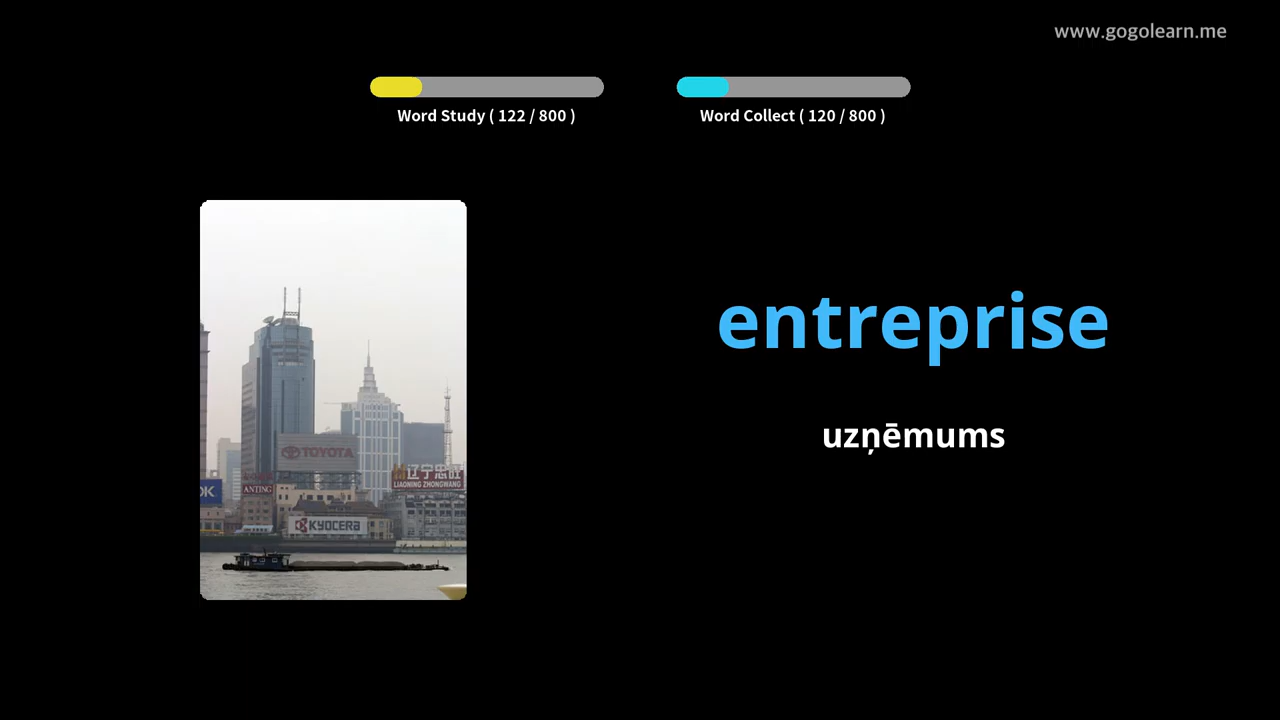 www.gogolearn.me
Word Study ( 122 / 800 )
Word Collect ( 120 / 800 )
entreprise
uzņēmums
TOYOTA
辽宁忠旺
LIAONING ZHONGWANG
OK
ANTING
KYOCERA